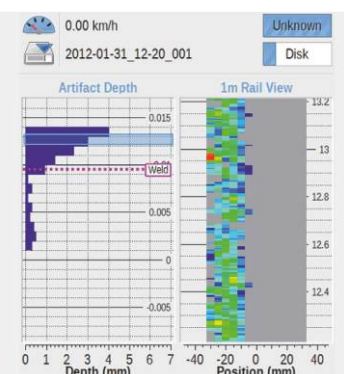 0.00 km/h
Unknown
2012-01-31_12-20_001
Disk
Artifact Depth
1m Rail View
0.015
Weld
0.005
0
-0.005
0 1 2 3 4 5 6 7
Depth (mm)
13.2
13
12.8
12.6
12.4
-40 -20 0 20 40
Position (mm)